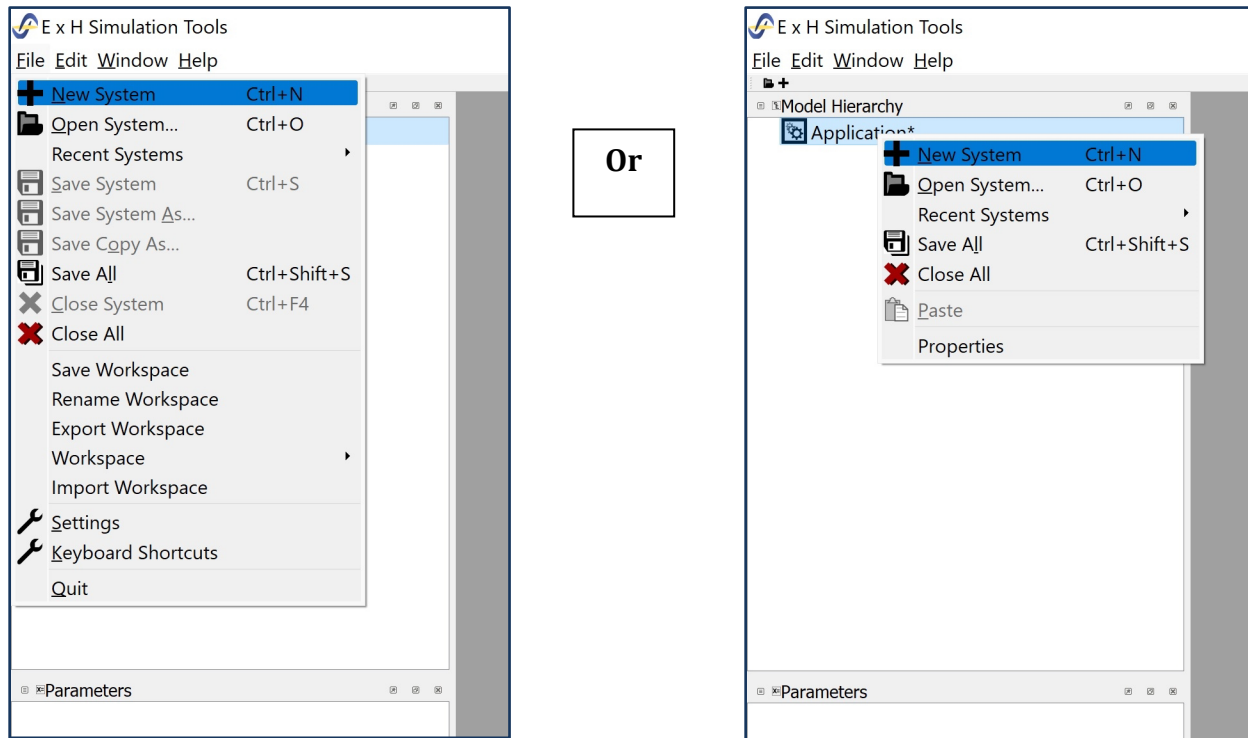 E x H Simulation Tools
File Edit Window Help
New System Ctrl+N
Open System... Ctrl+O
Recent Systems
Save System Ctrl+S
Save System As...
Save Copy As...
Save All Ctrl+Shift+S
Close System Ctrl+F4
Close All
Save Workspace
Rename Workspace
Export Workspace
Workspace
Import Workspace
Settings
Keyboard Shortcuts
Quit
Parameters
Or
E x H Simulation Tools
File Edit Window Help
Model Hierarchy
Application*
New System Ctrl+N
Open System... Ctrl+O
Recent Systems
Save All Ctrl+Shift+S
Close All
Paste
Properties
Parameters